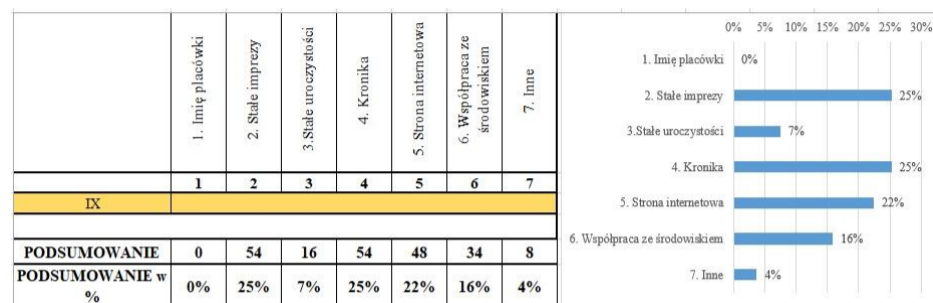 1. Imię placówki
2. Stałe imprezy
3.Stałe uroczystości
4. Kronika
5. Strona internetowa
6. Współpraca ze
środowiskiem
7. Inne
1 2 3 4 5 6 7
IX
PODSUMOWANIE 0 54 16 54 48 34 8
PODSUMOWANIE w
% 0% 25% 7% 25% 22% 16% 4%
0% 5% 10% 15% 20% 25% 30%
1. Imię placówki 0%
2. Stałe imprezy 25%
3.Stałe uroczystości 7%
4. Kronika 25%
5. Strona internetowa 22%
6. Współpraca ze środowiskiem 16%
7. Inne 4%